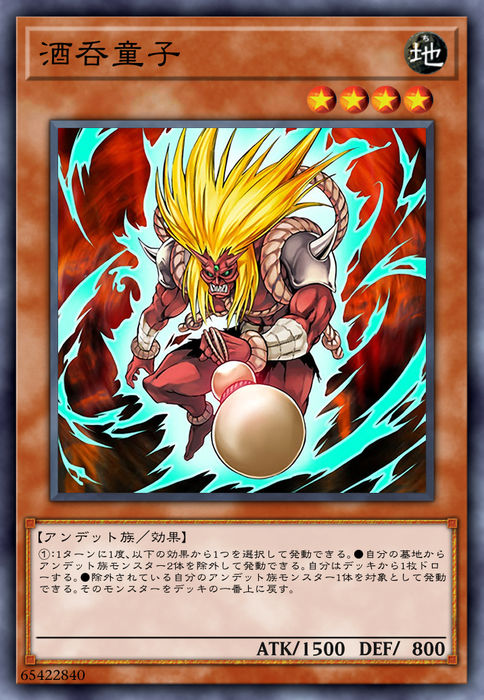 酒呑童子
ち
地
【アンデット族／効果】
①：1ターンに1度、以下の効果から1つを選択して発動できる。●自分の墓地から
アンデット族モンスター2体を除外して発動できる。自分はデッキから1枚ドロ
ーする。●除外されている自分のアンデット族モンスター1体を対象として発動
できる。そのモンスターをデッキの一番上に戻す。
ATK/1500 DEF/ 800
65422840